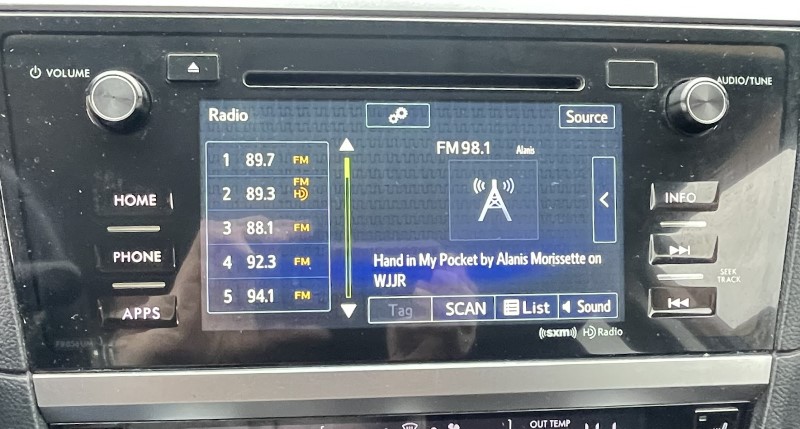 VOLUME
AUDIO/TUNE
Radio
Source
FM 98.1 Alanis
1 89.7 FM
2 89.3 FM HD
3 88.1 FM
4 92.3 FM
5 94.1 FM
Hand in My Pocket by Alanis Morissette on
WJJR
Tag SCAN List Sound
HOME
PHONE
APPS
INFO
SEEK
TRACK
((sxm)) HD Radio
OUT TEMP